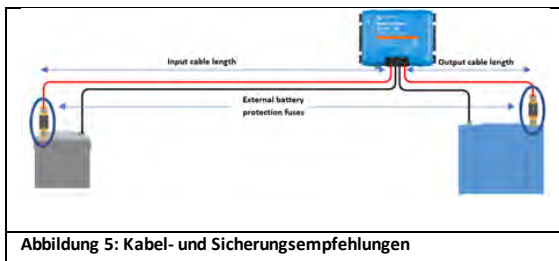 Input cable length
Output cable length
External battery
protection fuses
Abbildung 5: Kabel- und Sicherungsempfehlungen